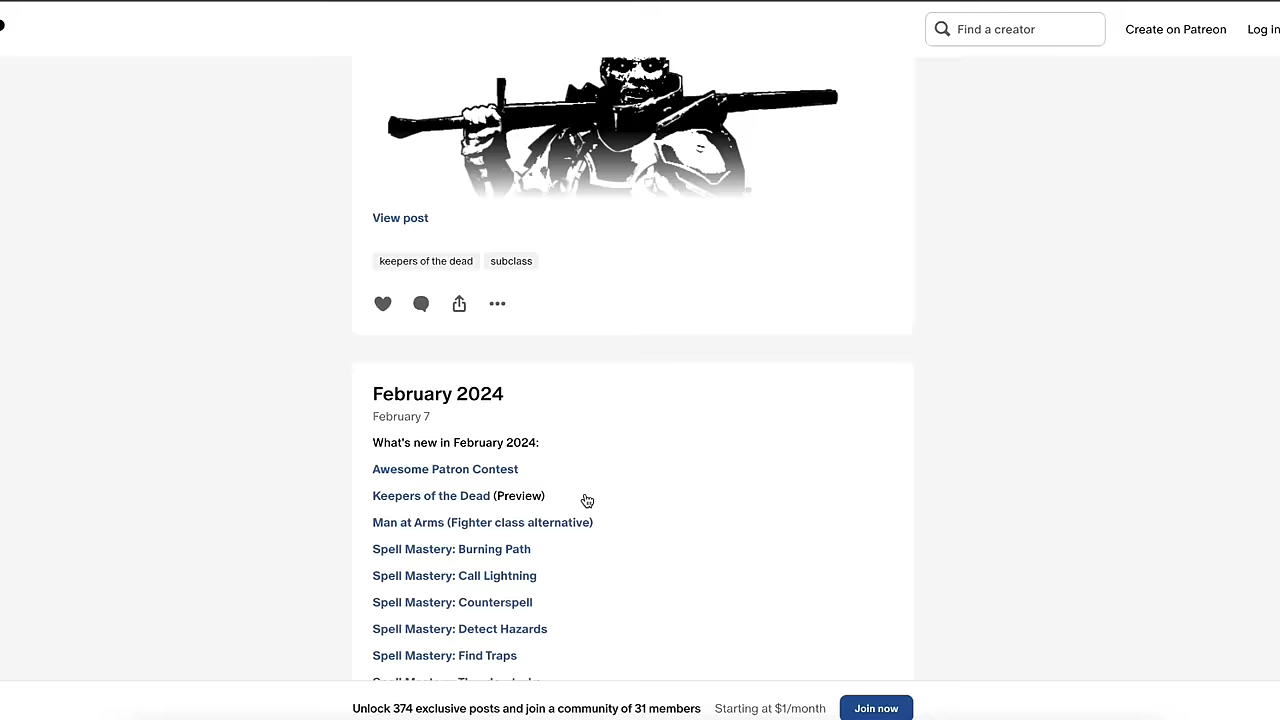 Find a creator
Create on Patreon
Log in
View post
keepers of the dead
subclass
February 2024
February 7
What's new in February 2024:
Awesome Patron Contest
Keepers of the Dead (Preview)
Man at Arms (Fighter class alternative)
Spell Mastery: Burning Path
Spell Mastery: Call Lightning
Spell Mastery: Counterspell
Spell Mastery: Detect Hazards
Spell Mastery: Find Traps
Unlock 374 exclusive posts and join a community of 31 members
Starting at $1/month
Join now